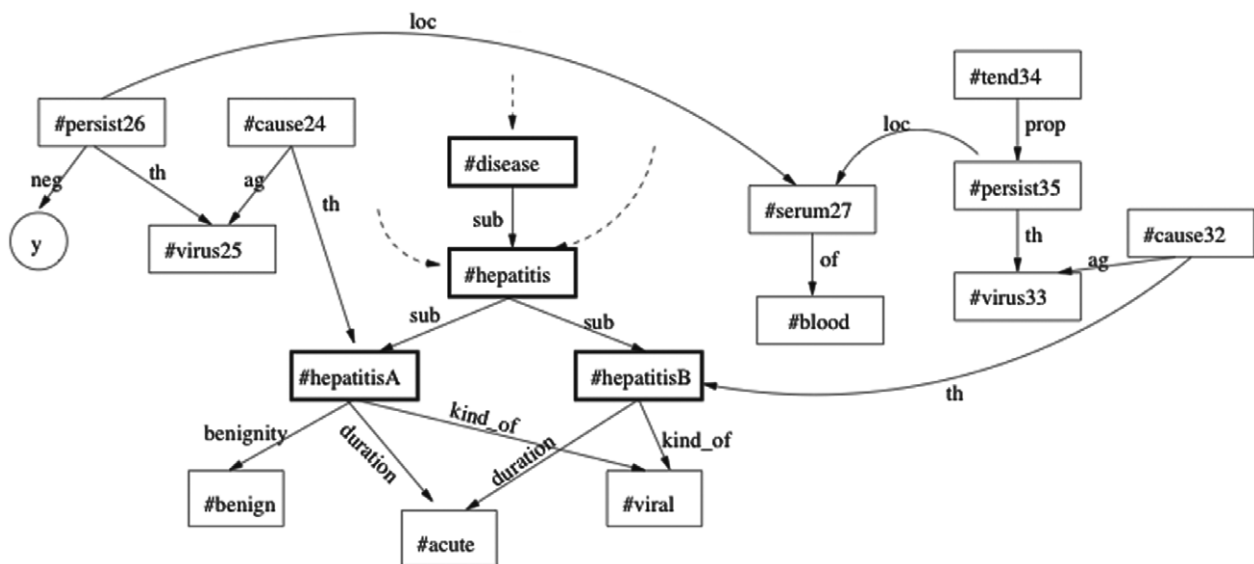 loc
#tend34
#persist26
#cause24
loc
prop
#disease
#persist35
neg
th
ag
th
sub
#serum27
#cause32
y
#virus25
#hepatitis
of
th
ag
#virus33
#blood
sub
sub
#hepatitisA
#hepatitisB
th
benignity
duration
kind_of
duration
kind_of
#benign
#viral
#acute